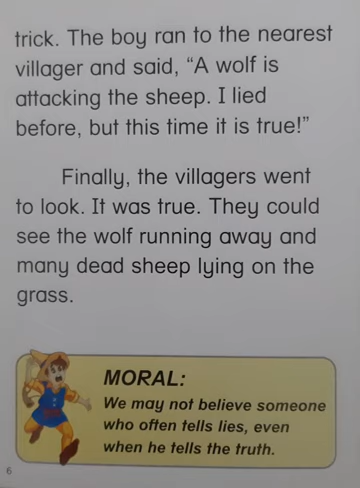 trick. The boy ran to the nearest
villager and said, “A wolf is
attacking the sheep. I lied
before, but this time it is true!”
Finally, the villagers went
to look. It was true. They could
see the wolf running away and
many dead sheep lying on the
grass.
MORAL:
We may not believe someone
who often tells lies, even
when he tells the truth.
6